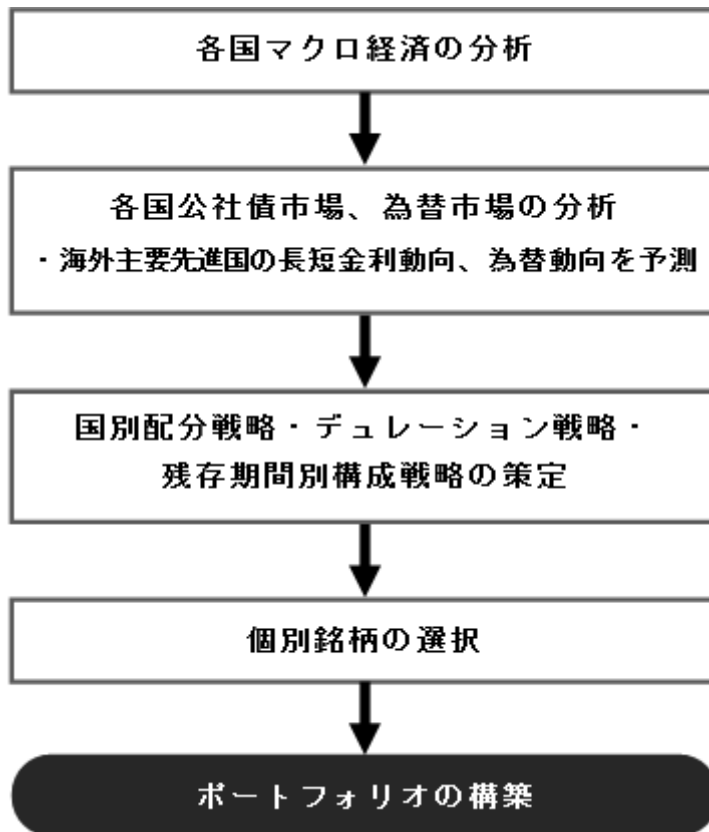 各国マクロ経済の分析
各国公社債市場、為替市場の分析
・海外主要先進国の長短金利動向、為替動向を予測
国別配分戦略・デュレーション戦略・
残存期間別構成戦略の策定
個別銘柄の選択
ポートフォリオの構築